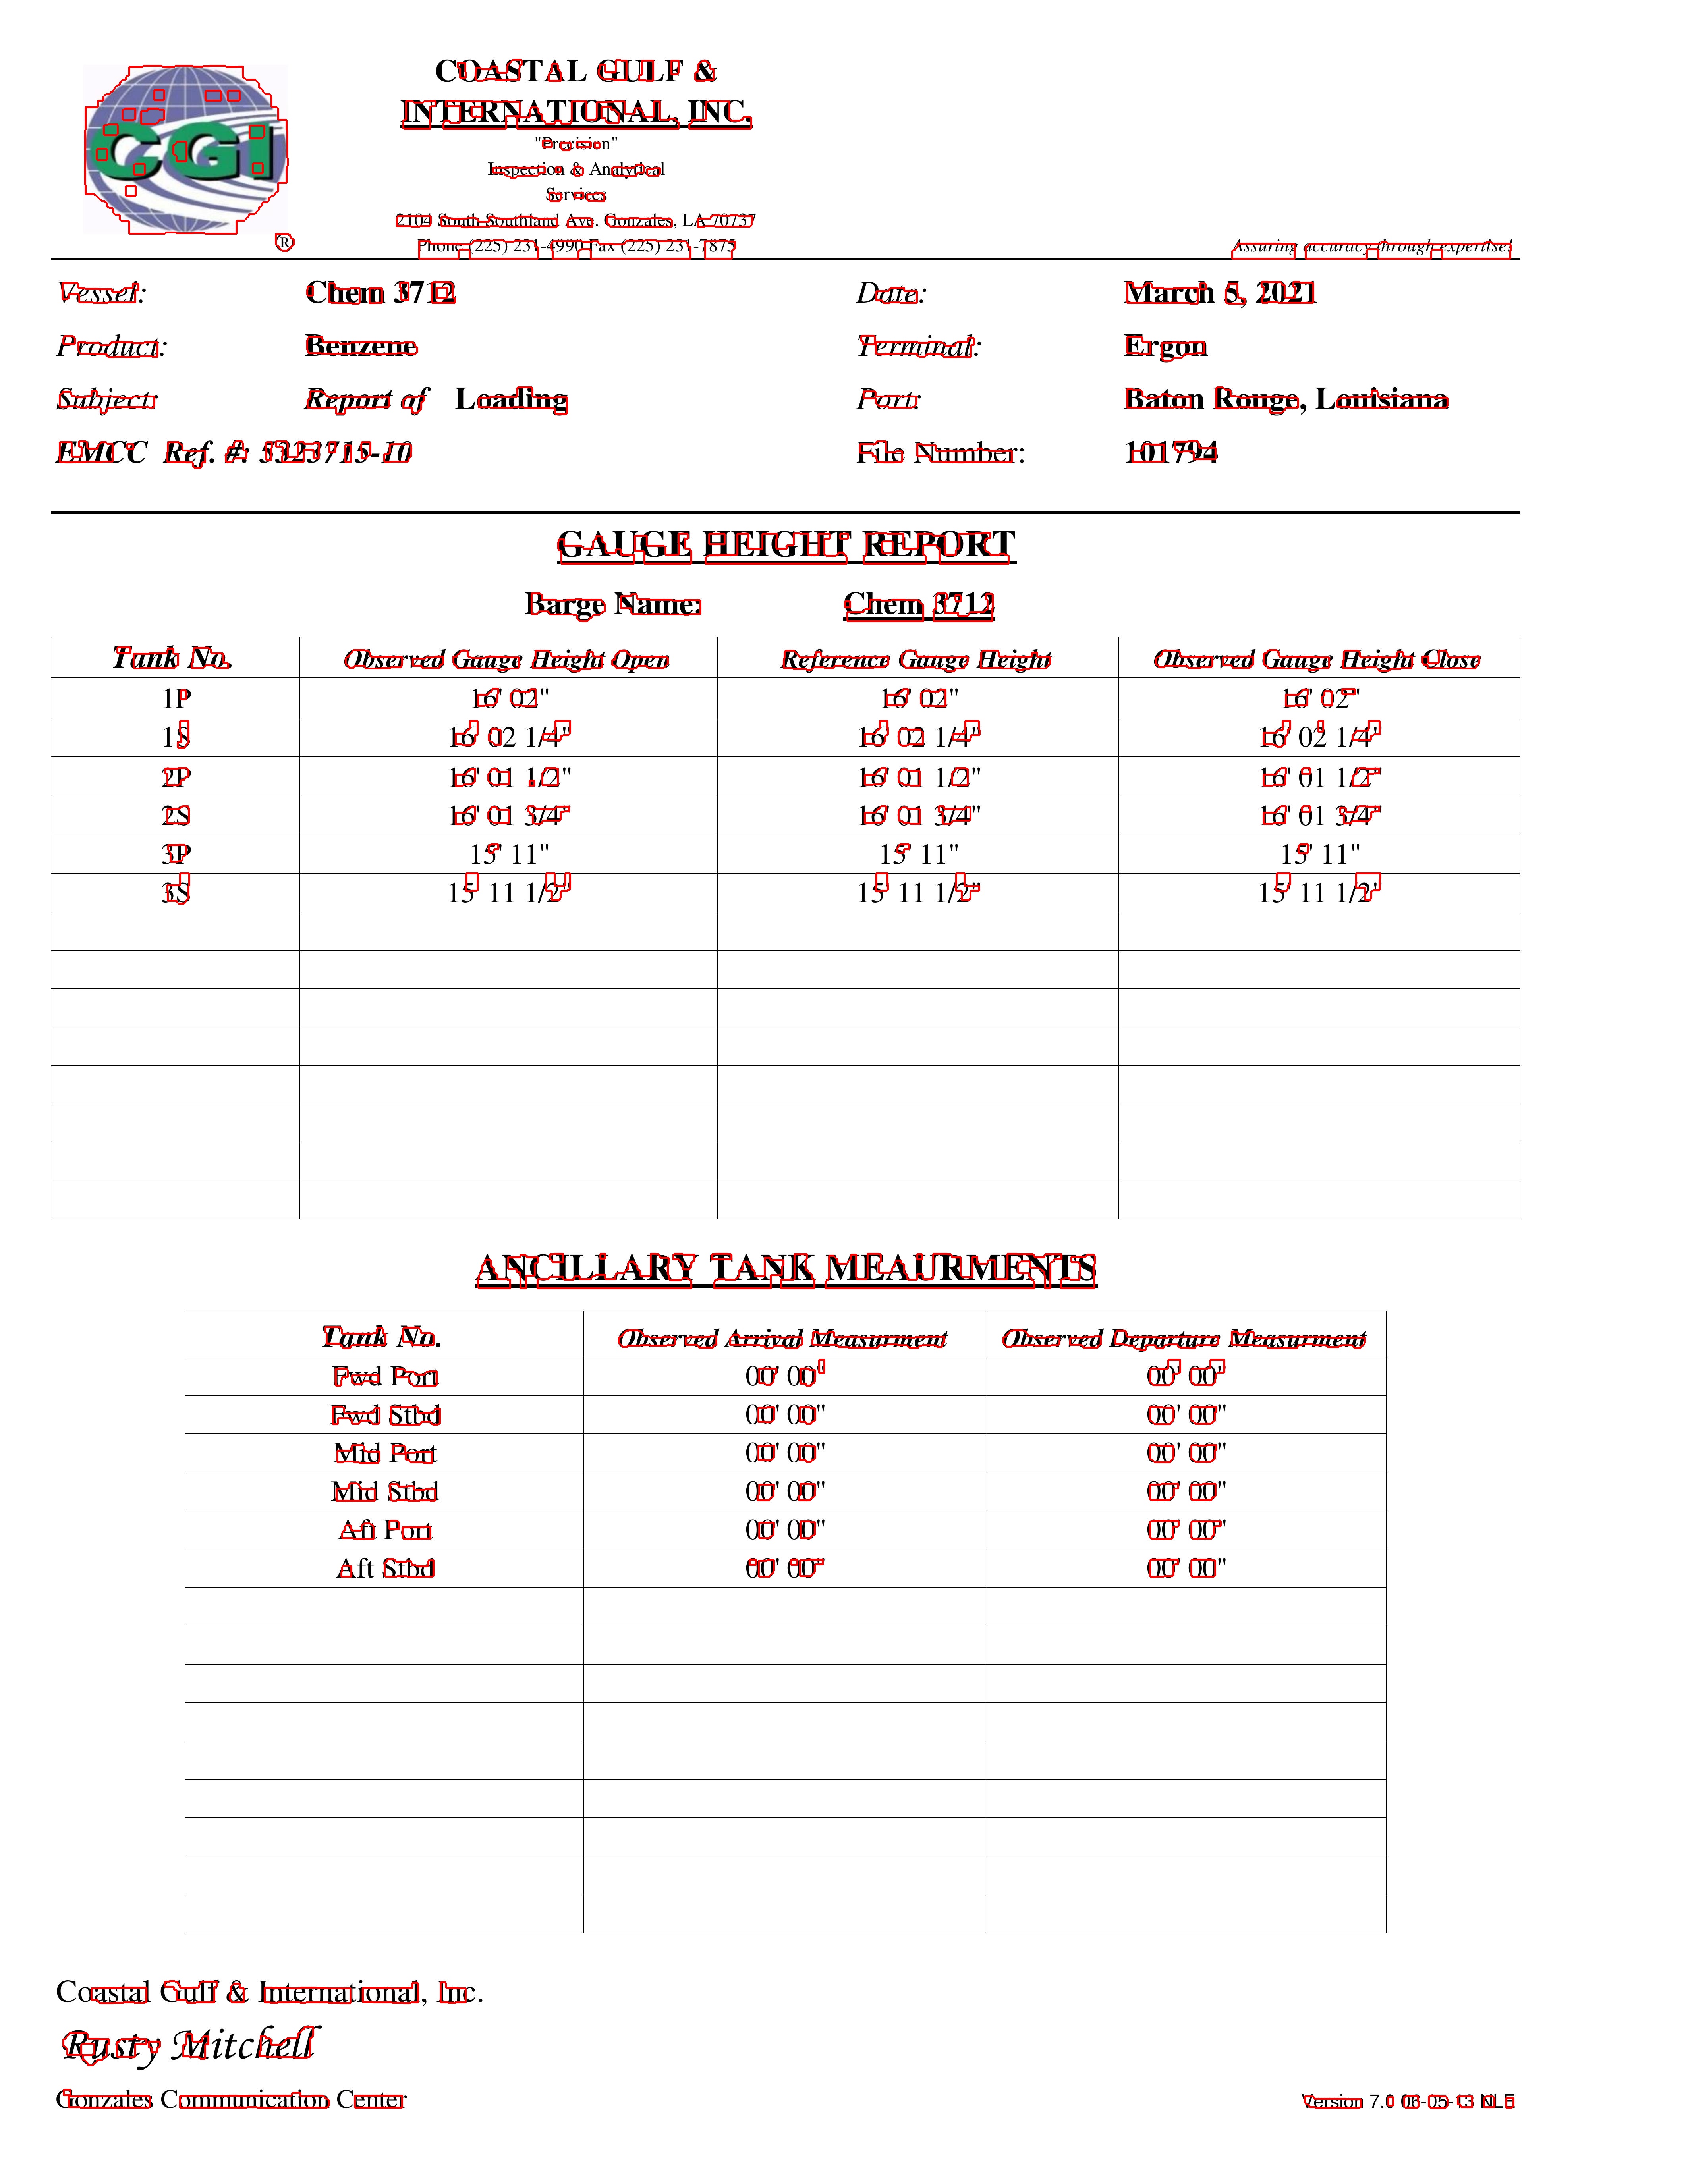 CGI
®
COASTAL GULF &
INTERNATIONAL, INC.
"Precision"
Inspection & Analytical
Services
2104 South Southland Ave. Gonzales, LA 70737
Phone (225) 231-4990 Fax (225) 231-7875
Assuring accuracy through expertise!
Vessel: Chem 3712 Date: March 5, 2021
Product: Benzene Terminal: Ergon
Subject: Report of Loading Port: Baton Rouge, Louisiana
EMCC Ref. #: 5323715-10 File Number: 101794
GAUGE HEIGHT REPORT
Barge Name: Chem 3712
Tank No. Observed Gauge Height Open Reference Gauge Height Observed Gauge Height Close
1P 16' 02" 16' 02" 16' 02"
1S 16' 02 1/4" 16' 02 1/4" 16' 02 1/4"
2P 16' 01 1/2" 16' 01 1/2" 16' 01 1/2"
2S 16' 01 3/4" 16' 01 3/4" 16' 01 3/4"
3P 15' 11" 15' 11" 15' 11"
3S 15' 11 1/2" 15' 11 1/2" 15' 11 1/2"
ANCILLARY TANK MEAURMENTS
Tank No. Observed Arrival Measurment Observed Departure Measurment
Fwd Port 00' 00" 00' 00"
Fwd Stbd 00' 00" 00' 00"
Mid Port 00' 00" 00' 00"
Mid Stbd 00' 00" 00' 00"
Aft Port 00' 00" 00' 00"
Aft Stbd 00' 00" 00' 00"
Coastal Gulf & International, Inc.
Rusty Mitchell
Gonzales Communication Center
Version 7.0 06-05-13 NLE